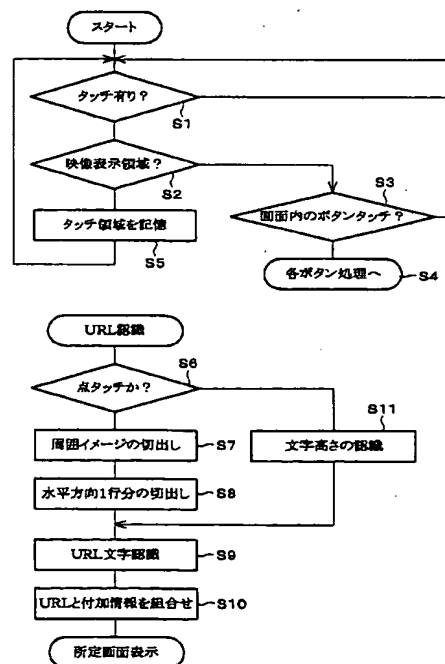 スタート
タッチ有り？
S1
映像表示領域？
S2
S3
画面内のボタンタッチ？
タッチ領域を記憶
S5
各ボタン処理へ
S4
URL認識
S6
点タッチか？
S11
周囲イメージの切出し
S7
文字高さの認識
水平方向1行分の切出し
S8
URL文字認識
S9
URLと付加情報を組合せ
S10
所定画面表示